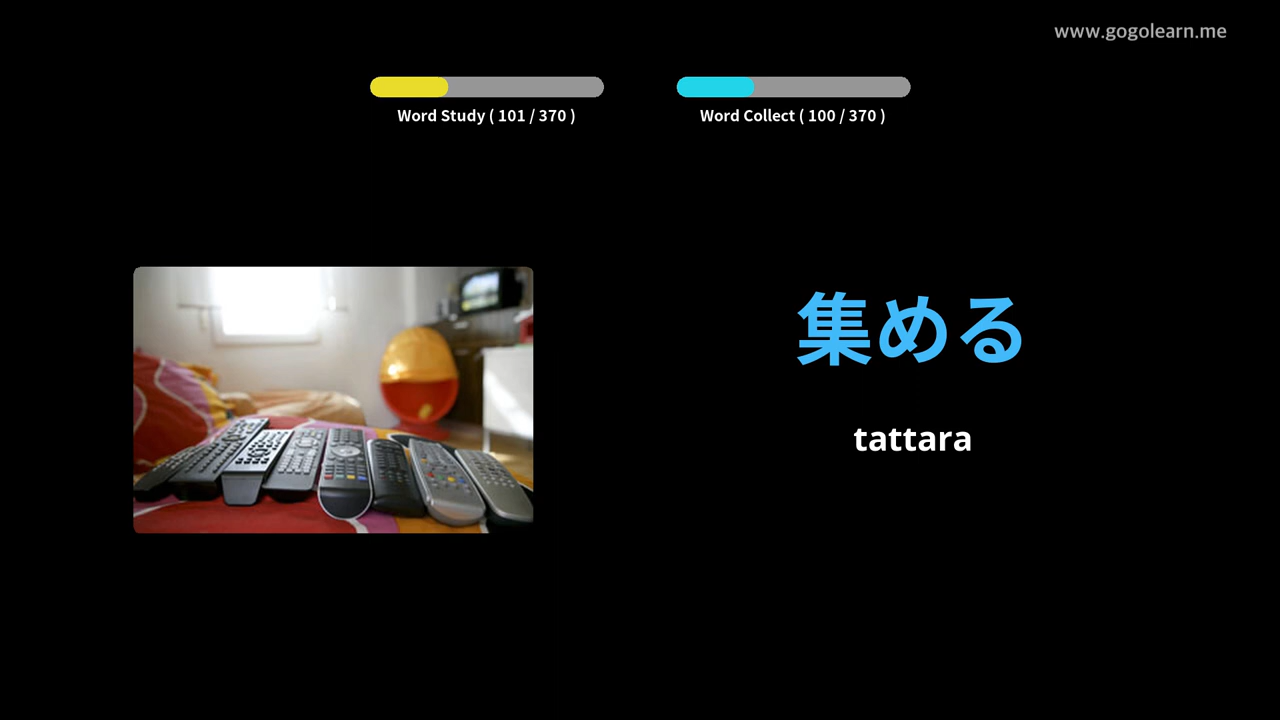 www.gogolearn.me
Word Study ( 101 / 370 )
Word Collect ( 100 / 370 )
集める
tattara